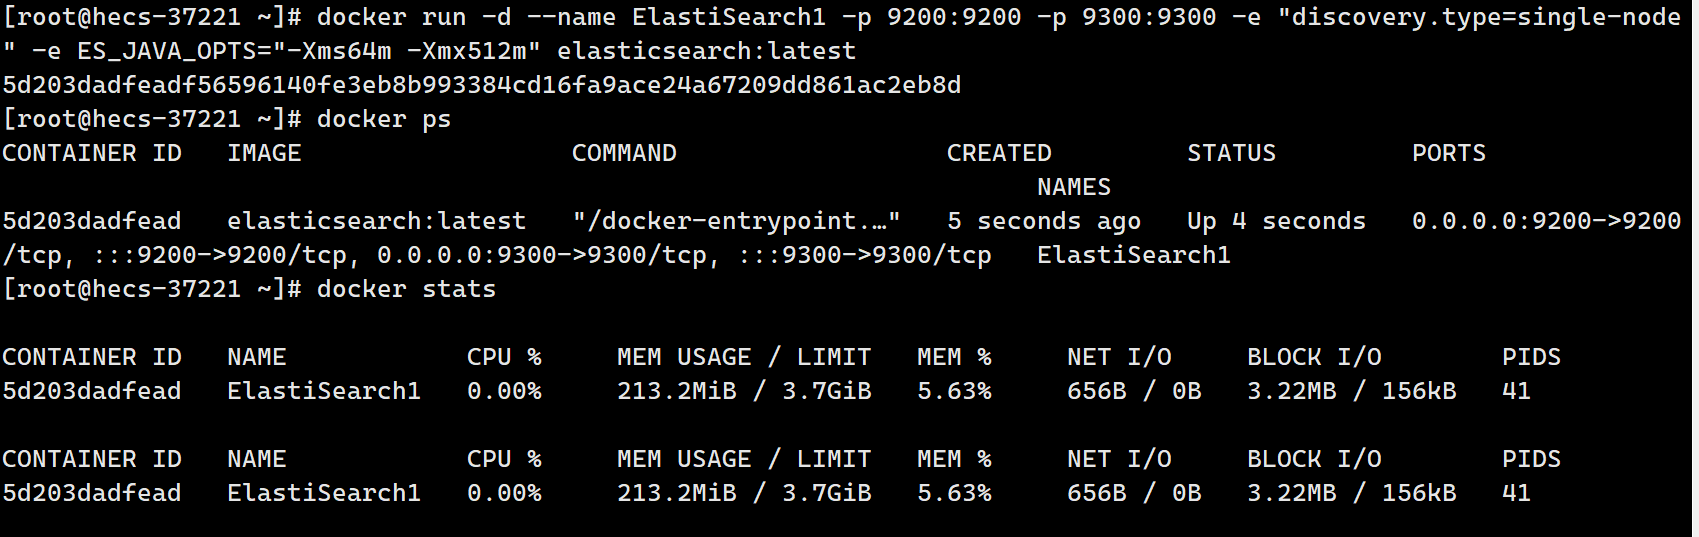 [root@hecs-37221 ~]# docker run -d --name ElastiSearch1 -p 9200:9200 -p 9300:9300 -e "discovery.type=single-node
" -e ES_JAVA_OPTS="-Xms64m -Xmx512m" elasticsearch:latest
5d203dadfeadf56596140fe3eb8b993384cd16fa9ace24a67209dd861ac2eb8d
[root@hecs-37221 ~]# docker ps
CONTAINER ID   IMAGE                  COMMAND                  CREATED         STATUS         PORTS
                                                                     NAMES
5d203dadfead   elasticsearch:latest   "/docker-entrypoint.…"   5 seconds ago   Up 4 seconds   0.0.0.0:9200->9200
/tcp, :::9200->9200/tcp, 0.0.0.0:9300->9300/tcp, :::9300->9300/tcp   ElastiSearch1
[root@hecs-37221 ~]# docker stats
CONTAINER ID   NAME            CPU %     MEM USAGE / LIMIT   MEM %     NET I/O     BLOCK I/O        PIDS
5d203dadfead   ElastiSearch1   0.00%     213.2MiB / 3.7GiB   5.63%     656B / 0B   3.22MB / 156kB   41
CONTAINER ID   NAME            CPU %     MEM USAGE / LIMIT   MEM %     NET I/O     BLOCK I/O        PIDS
5d203dadfead   ElastiSearch1   0.00%     213.2MiB / 3.7GiB   5.63%     656B / 0B   3.22MB / 156kB   41